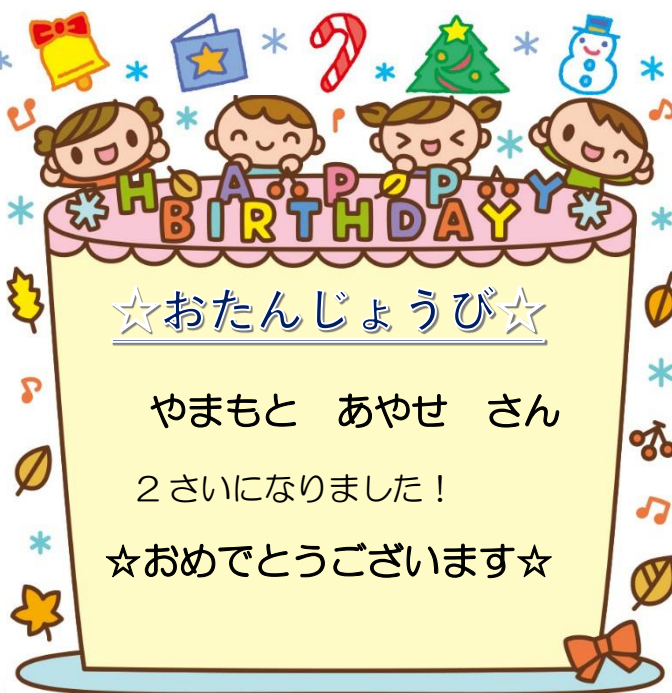 HAPPY
BIRTHDAY
☆おたんじょうび☆
やまもと　あやせ　さん
２さいになりました！
☆おめでとうございます☆